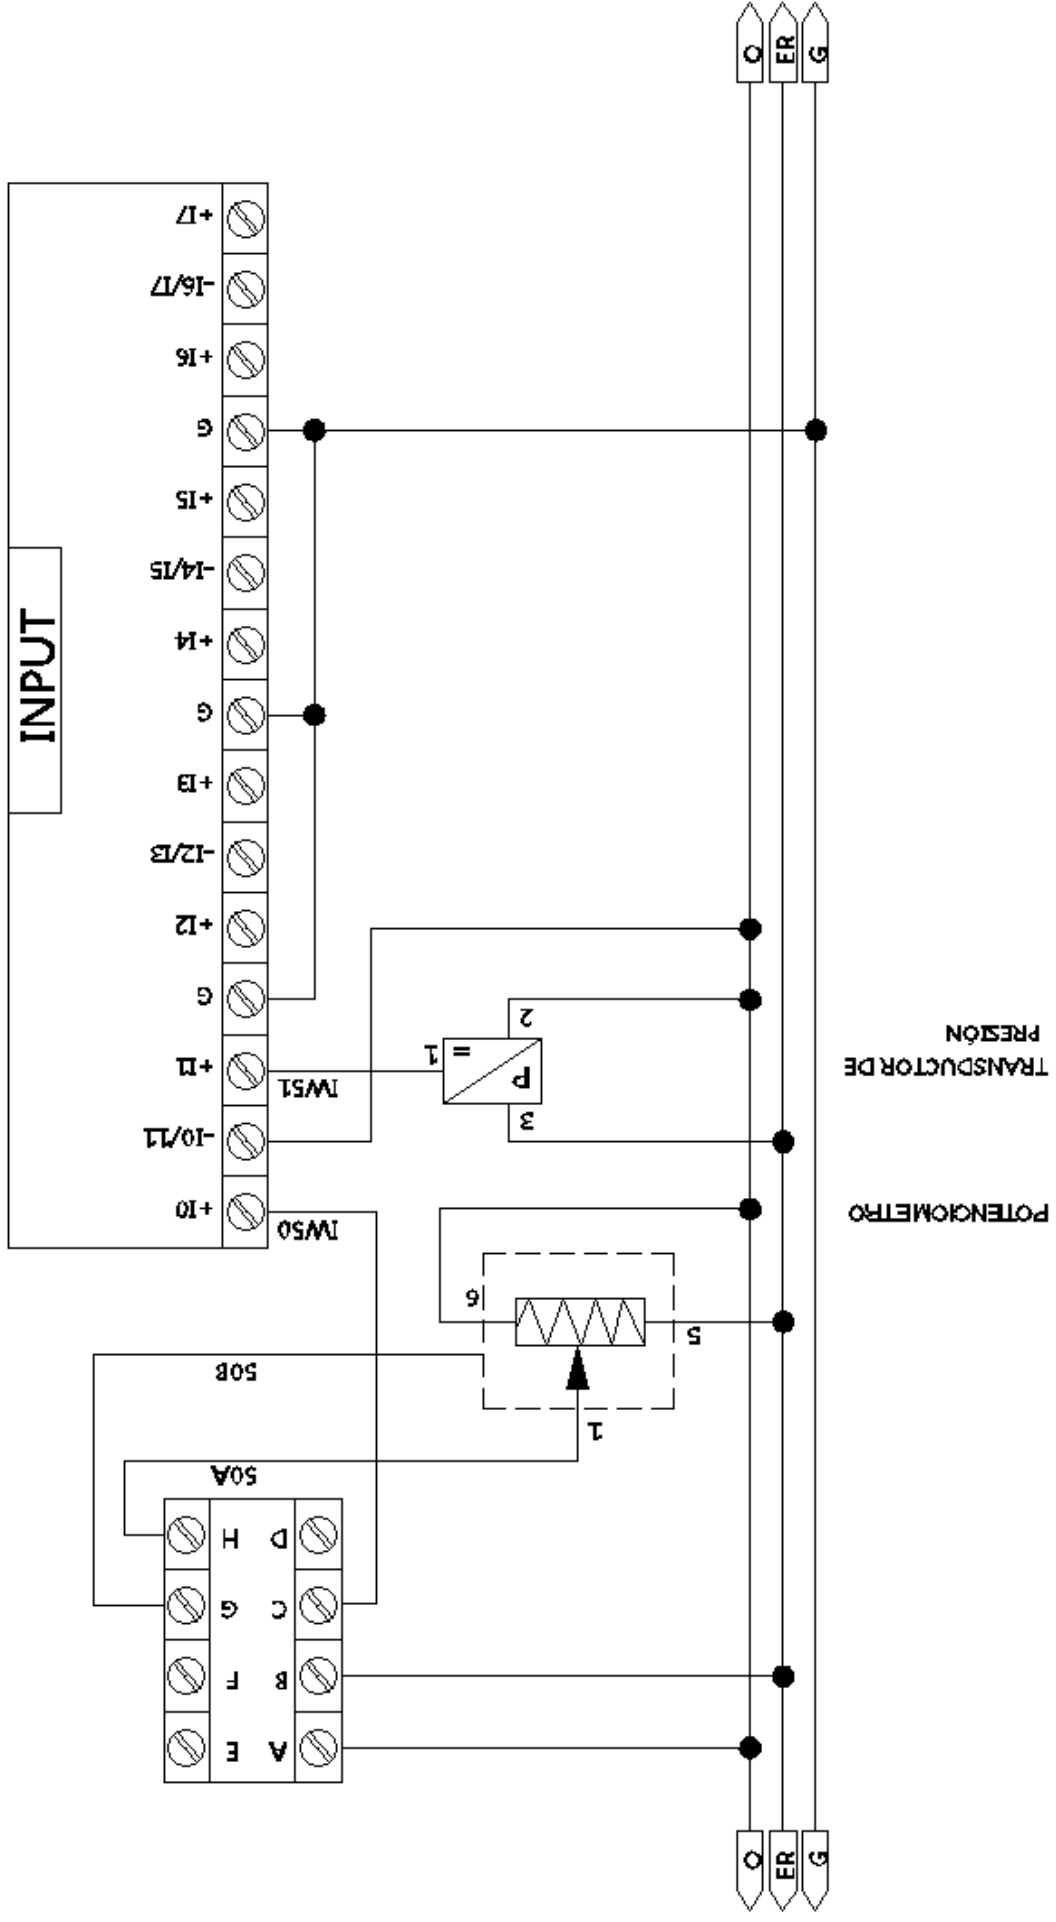 O
ER
G
+I7
-I6/I7
+I6
G
+I5
-I4/I5
+I4
G
+I3
-I2/I3
+I2
G
+I1
-I0/I1
+I0
INPUT
IW51
IW50
1
=
P
2
3
TRANSDUCTOR DE
PRESIÓN
POTENCIOMETRO
6
5
1
50B
50A
H
D
G
C
F
B
E
A
O
ER
G